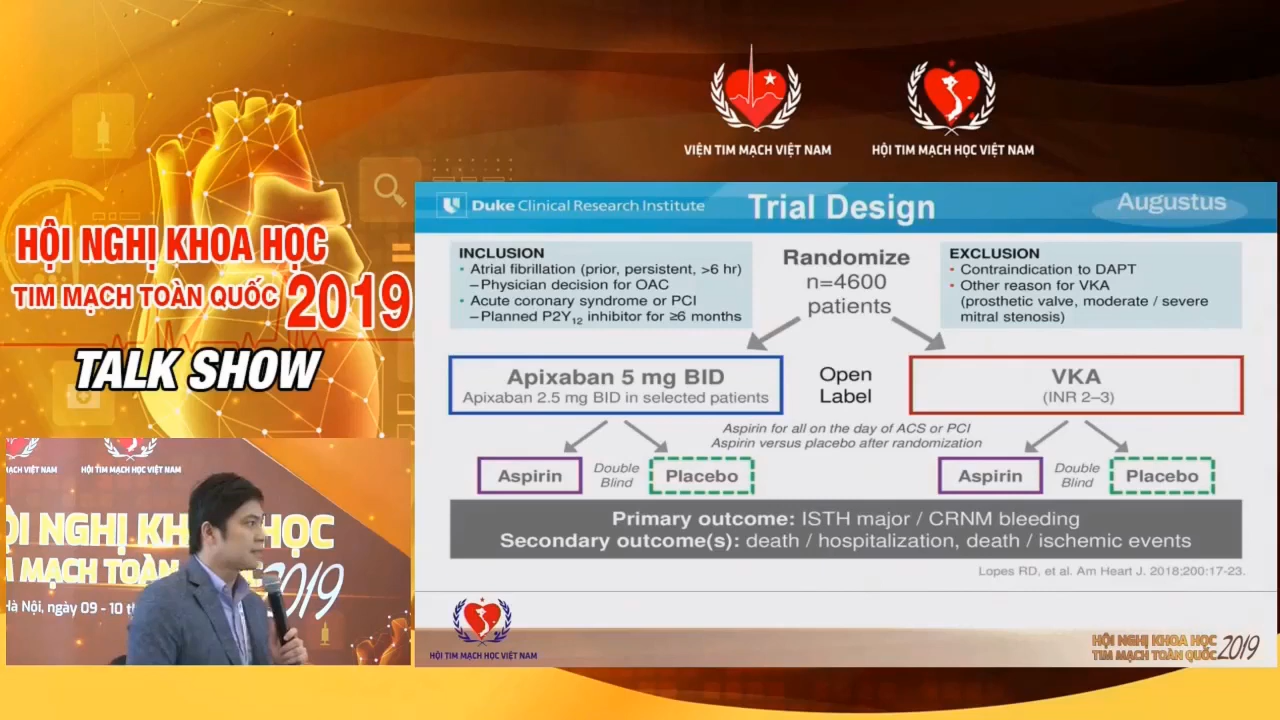 VIỆN TIM MẠCH VIỆT NAM
HỘI TIM MẠCH HỌC VIỆT NAM
HỘI NGHỊ KHOA HỌC
TIM MẠCH TOÀN QUỐC 2019
TALK SHOW
Duke Clinical Research Institute
Trial Design
Augustus
INCLUSION
• Atrial fibrillation (prior, persistent, >6 hr)
–Physician decision for OAC
• Acute coronary syndrome or PCI
–Planned P2Y12 inhibitor for ≥6 months
Randomize
n=4600
patients
EXCLUSION
• Contraindication to DAPT
• Other reason for VKA
(prosthetic valve, moderate / severe
mitral stenosis)
Apixaban 5 mg BID
Apixaban 2.5 mg BID in selected patients
Open
Label
VKA
(INR 2–3)
Aspirin for all on the day of ACS or PCI
Aspirin versus placebo after randomization
Aspirin
Double
Blind
Placebo
Aspirin
Double
Blind
Placebo
Primary outcome: ISTH major / CRNM bleeding
Secondary outcome(s): death / hospitalization, death / ischemic events
Lopes RD, et al. Am Heart J. 2018;200:17-23.
HỘI TIM MẠCH HỌC VIỆT NAM
HỘI NGHỊ KHOA HỌC
TIM MẠCH TOÀN QUỐC 2019
MẠCH VIỆT NAM
HỘI TIM MẠCH HỌC VIỆT NAM
NGHỊ KH HỌC
MẠCH TOÀN
2019
Hà Nội, ngày 09 - 10